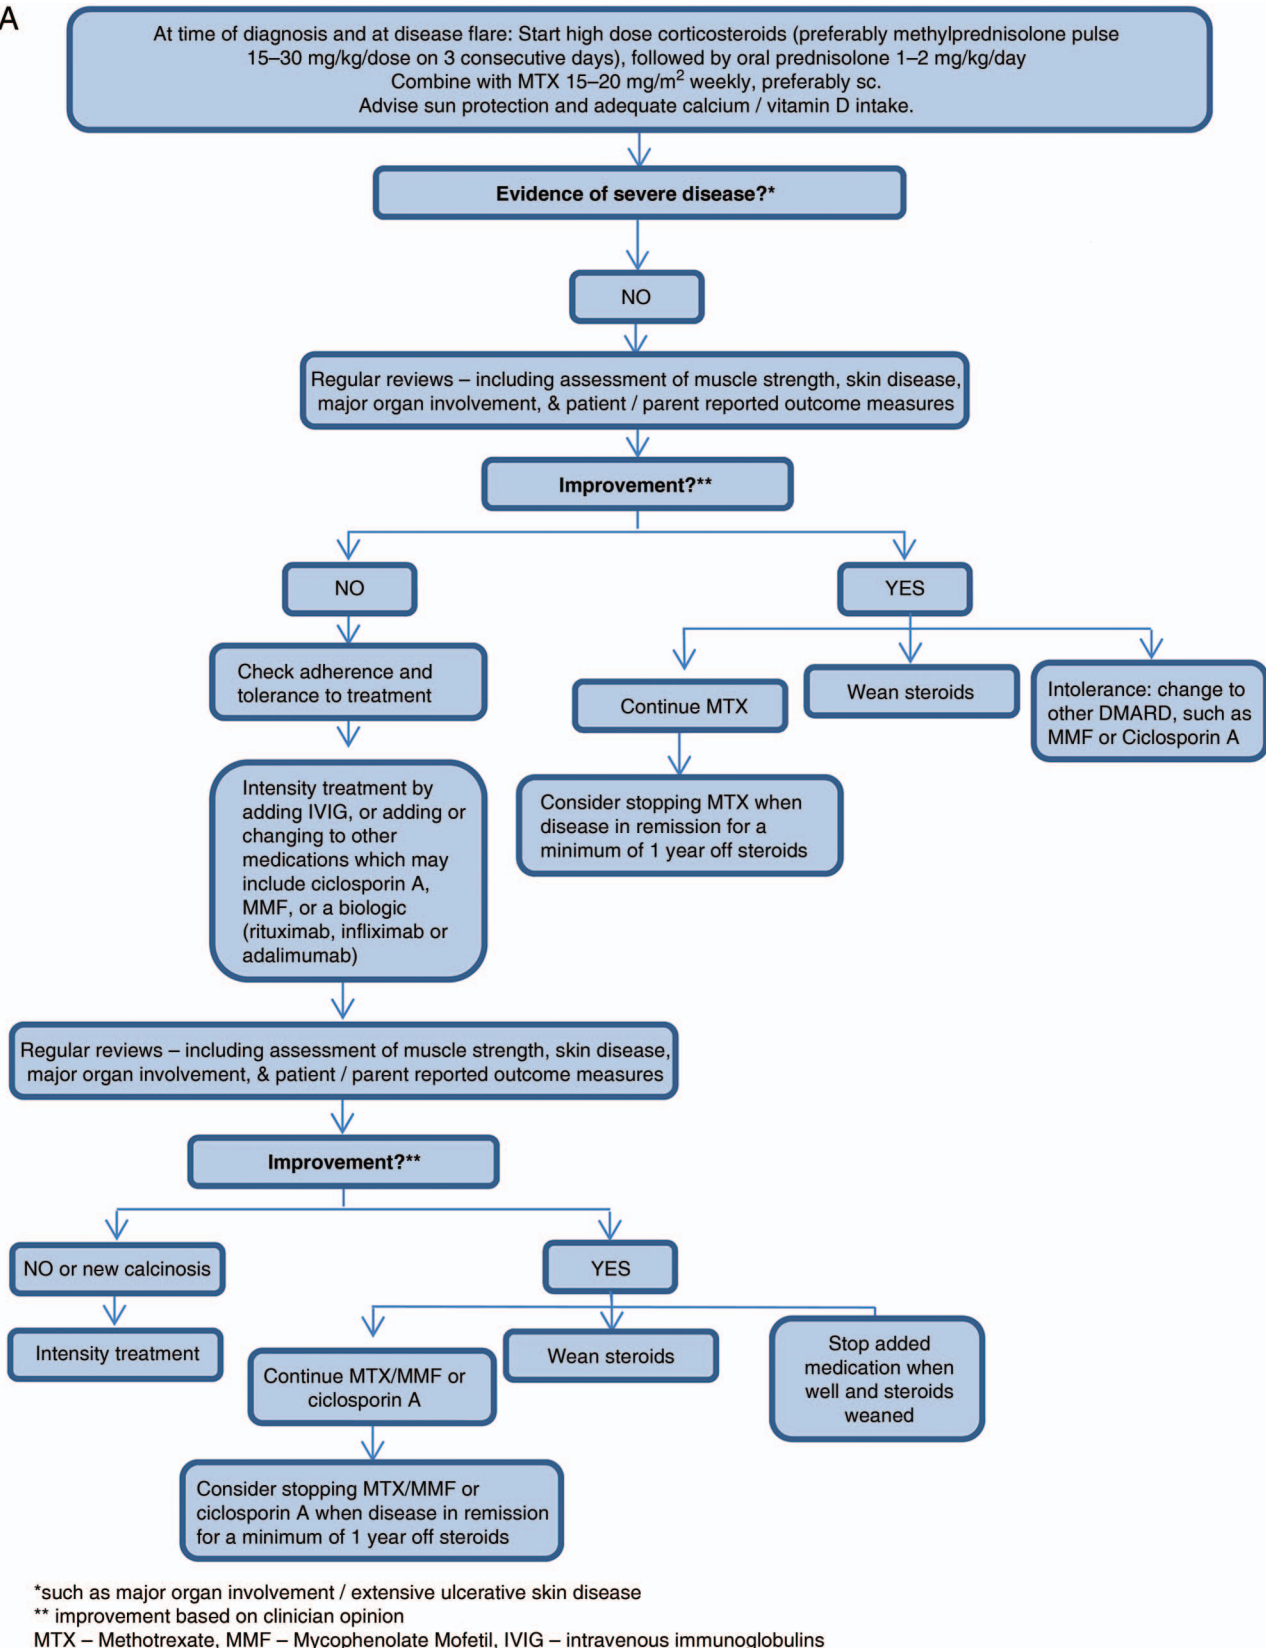 A
At time of diagnosis and at disease flare: Start high dose corticosteroids (preferably methylprednisolone pulse
15–30 mg/kg/dose on 3 consecutive days), followed by oral prednisolone 1–2 mg/kg/day
Combine with MTX 15–20 mg/m² weekly, preferably sc.
Advise sun protection and adequate calcium / vitamin D intake.
Evidence of severe disease?*
NO
Regular reviews – including assessment of muscle strength, skin disease,
major organ involvement, & patient / parent reported outcome measures
Improvement?**
NO
YES
Check adherence and
tolerance to treatment
Continue MTX
Wean steroids
Intolerance: change to
other DMARD, such as
MMF or Ciclosporin A
Intensity treatment by
adding IVIG, or adding or
changing to other
medications which may
include ciclosporin A,
MMF, or a biologic
(rituximab, infliximab or
adalimumab)
Consider stopping MTX when
disease in remission for a
minimum of 1 year off steroids
Regular reviews – including assessment of muscle strength, skin disease,
major organ involvement, & patient / parent reported outcome measures
Improvement?**
NO or new calcinosis
YES
Intensity treatment
Continue MTX/MMF or
ciclosporin A
Wean steroids
Stop added
medication when
well and steroids
weaned
Consider stopping MTX/MMF or
ciclosporin A when disease in remission
for a minimum of 1 year off steroids
*such as major organ involvement / extensive ulcerative skin disease
** improvement based on clinician opinion
MTX – Methotrexate, MMF – Mycophenolate Mofetil, IVIG – intravenous immunoglobulins